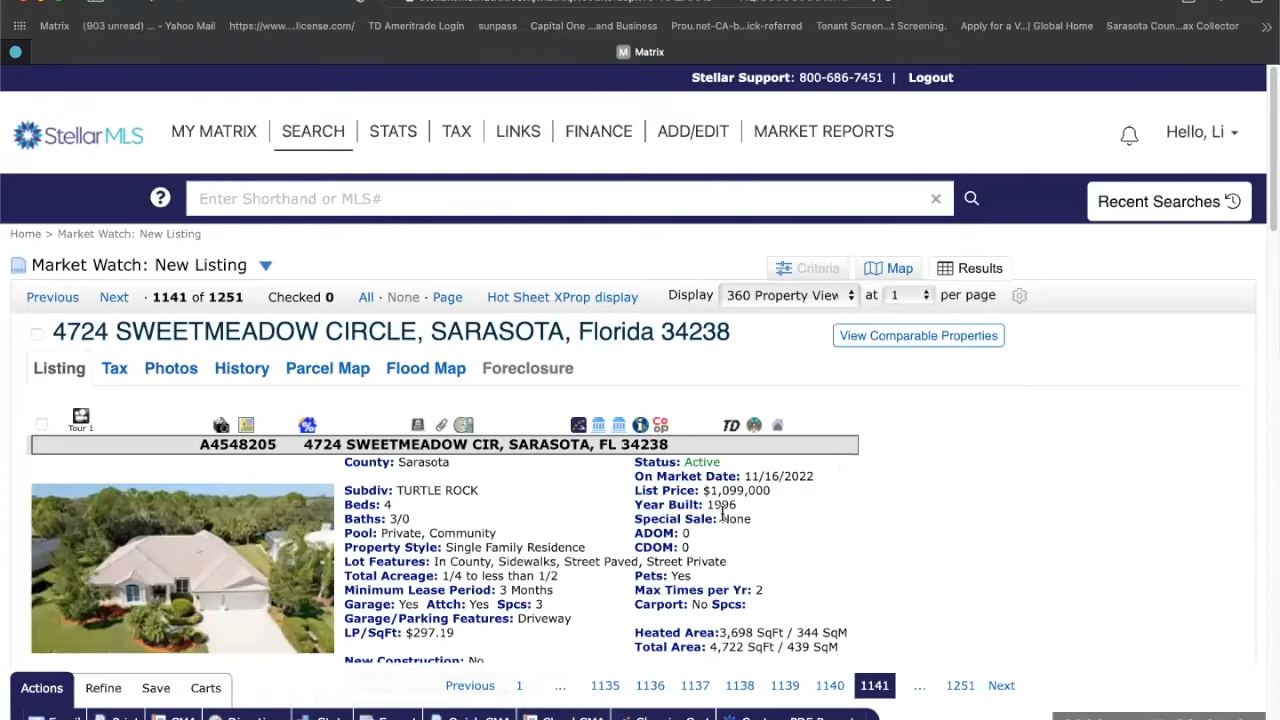 Matrix (903 unread) ... – Yahoo Mail https://www....license.com/ TD Ameritrade Login sunpass Capital One ...and Business Prou.net-CA-b...ick-referred Tenant Screen...t Screening. Apply for a V...| Global Home Sarasota Coun...ax Collector
M Matrix
Stellar Support: 800-686-7451 | Logout
StellarMLS MY MATRIX SEARCH STATS TAX LINKS FINANCE ADD/EDIT MARKET REPORTS Hello, Li
? Enter Shorthand or MLS# × Recent Searches
Home > Market Watch: New Listing
Market Watch: New Listing Criteria Map Results
Previous Next · 1141 of 1251 Checked 0 All · None · Page Hot Sheet XProp display Display 360 Property View at 1 per page
4724 SWEETMEADOW CIRCLE, SARASOTA, Florida 34238 View Comparable Properties
Listing Tax Photos History Parcel Map Flood Map Foreclosure
Tour 1 % i CO OP TD
A4548205 4724 SWEETMEADOW CIR, SARASOTA, FL 34238
County: Sarasota Status: Active
On Market Date: 11/16/2022
Subdiv: TURTLE ROCK List Price: $1,099,000
Beds: 4 Year Built: 1996
Baths: 3/0 Special Sale: None
Pool: Private, Community ADOM: 0
Property Style: Single Family Residence CDOM: 0
Lot Features: In County, Sidewalks, Street Paved, Street Private
Total Acreage: 1/4 to less than 1/2 Pets: Yes
Minimum Lease Period: 3 Months Max Times per Yr: 2
Garage: Yes Attch: Yes Spcs: 3 Carport: No Spcs:
Garage/Parking Features: Driveway
LP/SqFt: $297.19 Heated Area:3,698 SqFt / 344 SqM
Total Area: 4,722 SqFt / 439 SqM
New Construction: No
Actions Refine Save Carts Previous 1 ... 1135 1136 1137 1138 1139 1140 1141 ... 1251 Next
Email Print CMA Directions Stats Export Quick CMA Cloud CMA